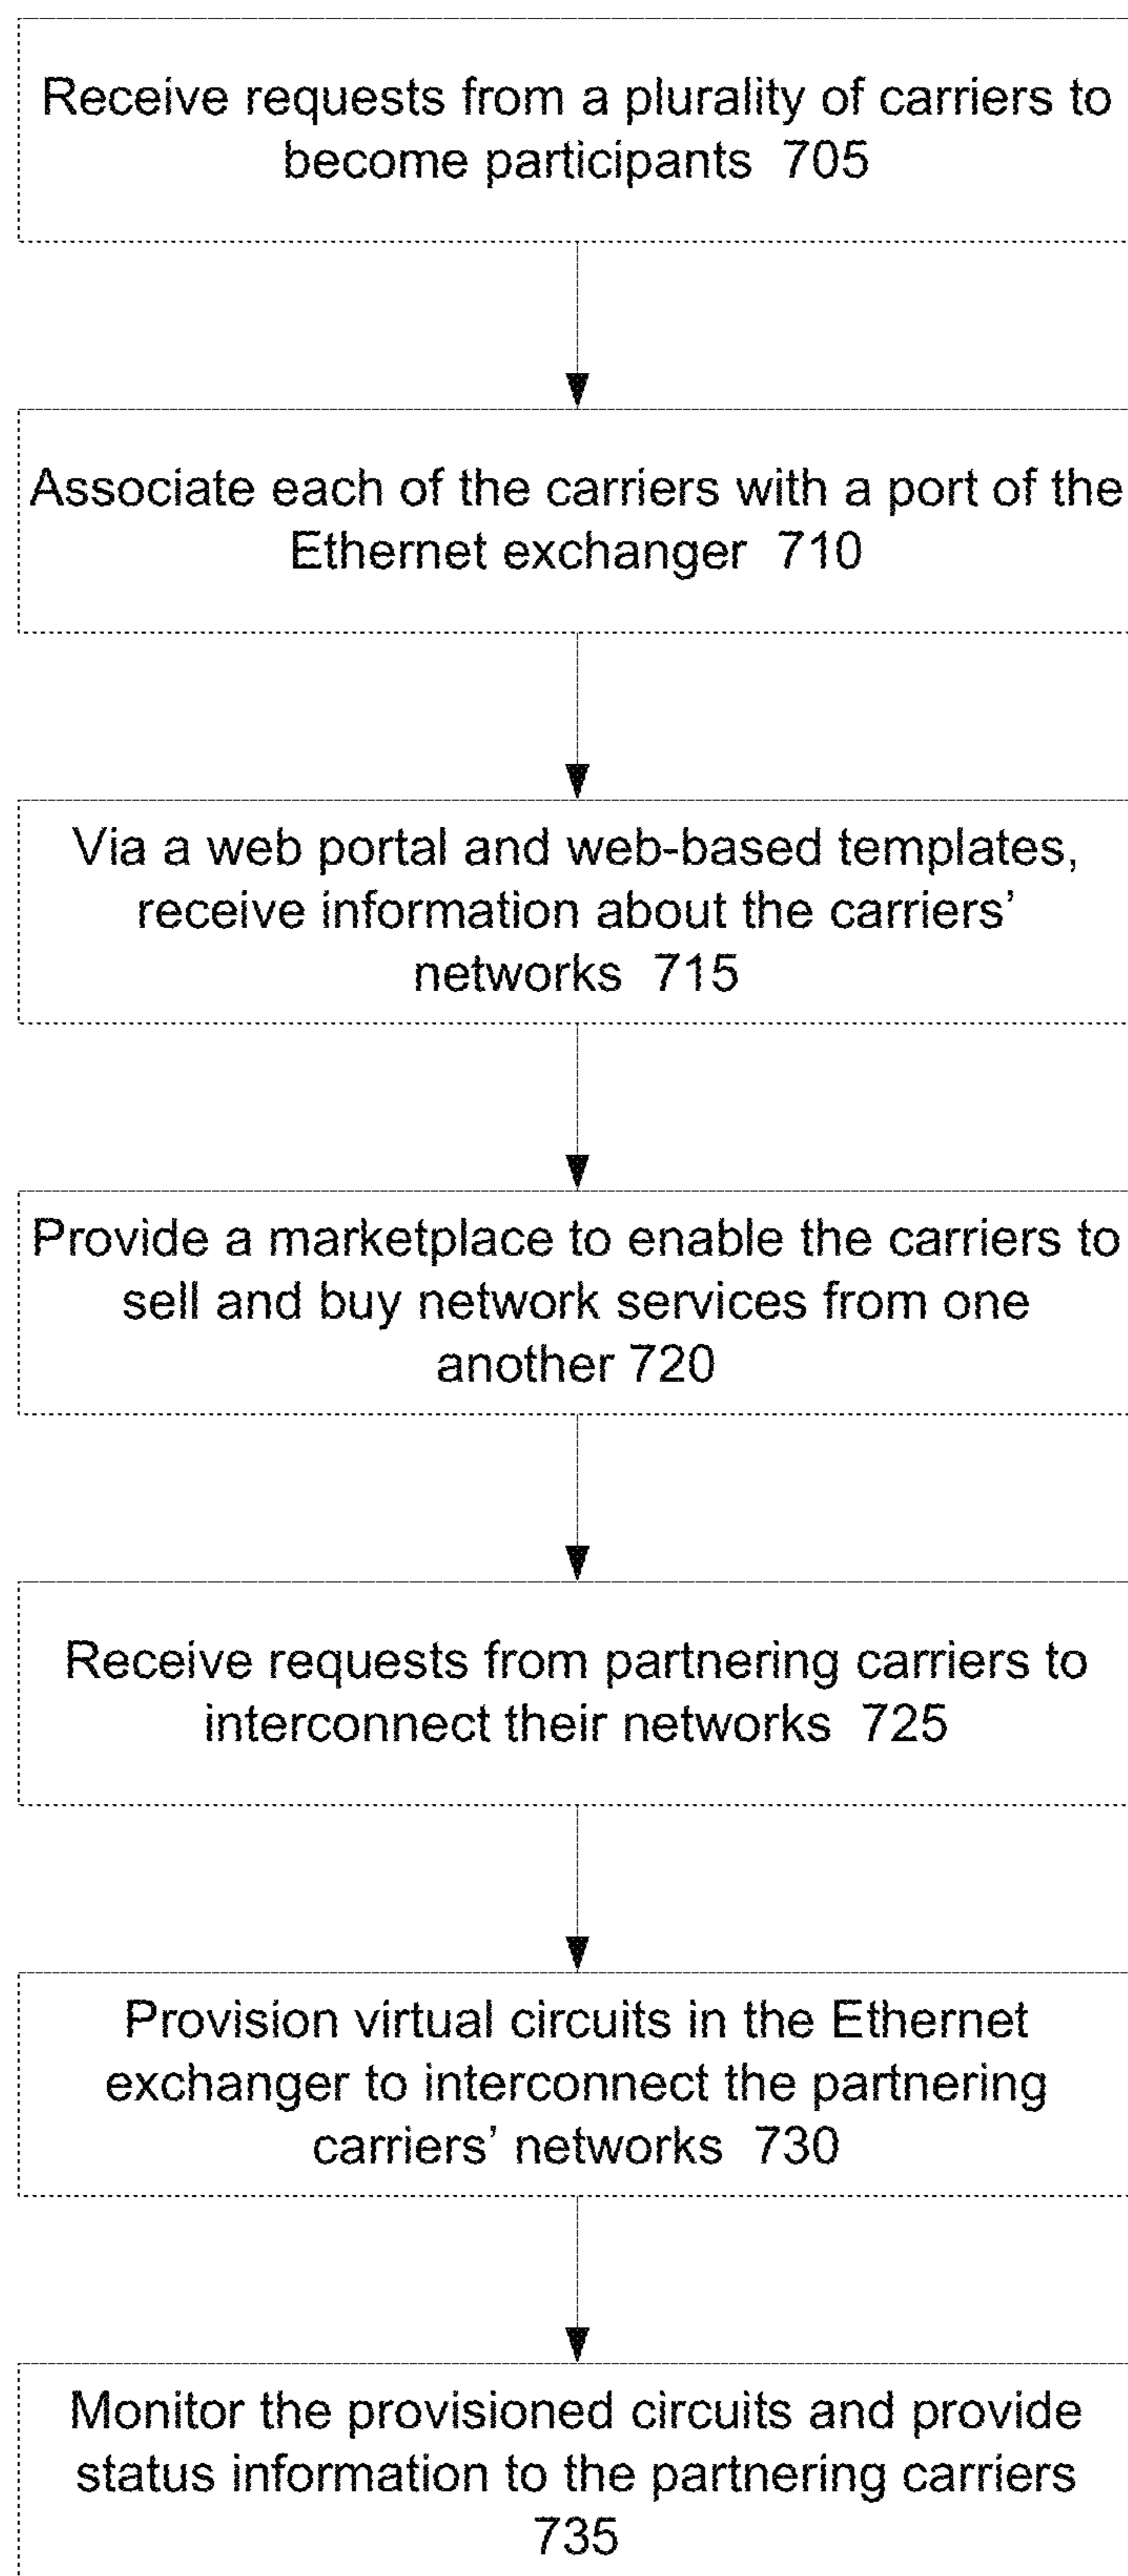 Receive requests from a plurality of carriers to
become participants 705
Associate each of the carriers with a port of the
Ethernet exchanger 710
Via a web portal and web-based templates,
receive information about the carriers’
networks 715
Provide a marketplace to enable the carriers to
sell and buy network services from one
another 720
Receive requests from partnering carriers to
interconnect their networks 725
Provision virtual circuits in the Ethernet
exchanger to interconnect the partnering
carriers’ networks 730
Monitor the provisioned circuits and provide
status information to the partnering carriers
735